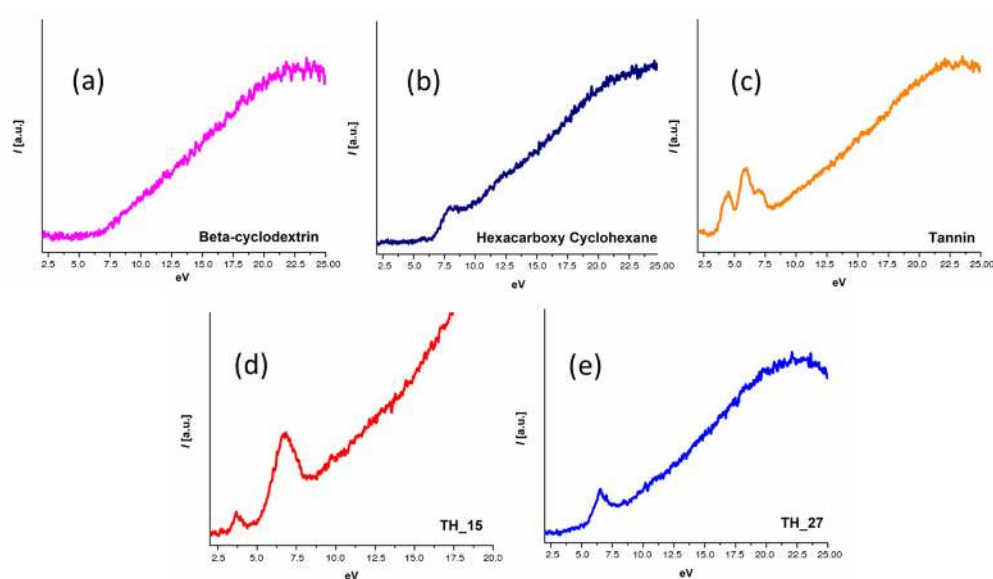 (a)
I [a.u.]
Beta-cyclodextrin
2.5 5.0 7.5 10.0 12.5 15.0 17.5 20.0 22.5 25.00
eV
(b)
I [a.u.]
Hexacarboxy Cyclohexane
2.5 5.0 7.5 10.0 12.5 15.0 17.5 20.0 22.5 25.00
eV
(c)
I [a.u.]
Tannin
2.5 5.0 7.5 10.0 12.5 15.0 17.5 20.0 22.5 25.00
eV
(d)
I [a.u.]
TH_15
2.5 5.0 7.5 10.0 12.5 15.0 17.5 20.0
eV
(e)
I [a.u.]
TH_27
2.5 5.0 7.5 10.0 12.5 15.0 17.5 20.0 22.5 25.00
eV